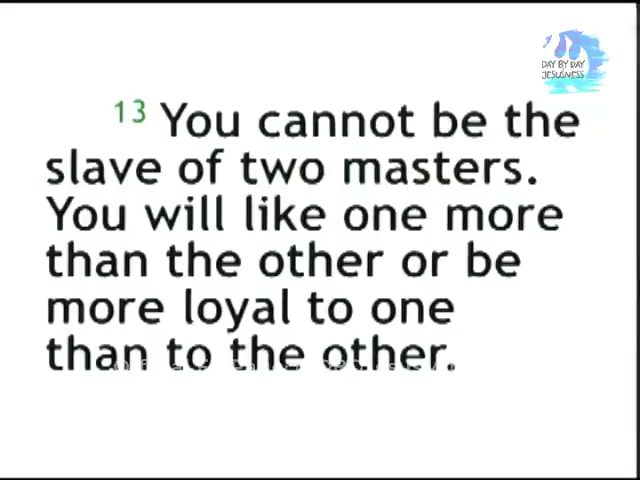 DAY BY DAY
JESUSNESS
13 You cannot be the
slave of two masters.
You will like one more
than the other or be
more loyal to one
than to the other.